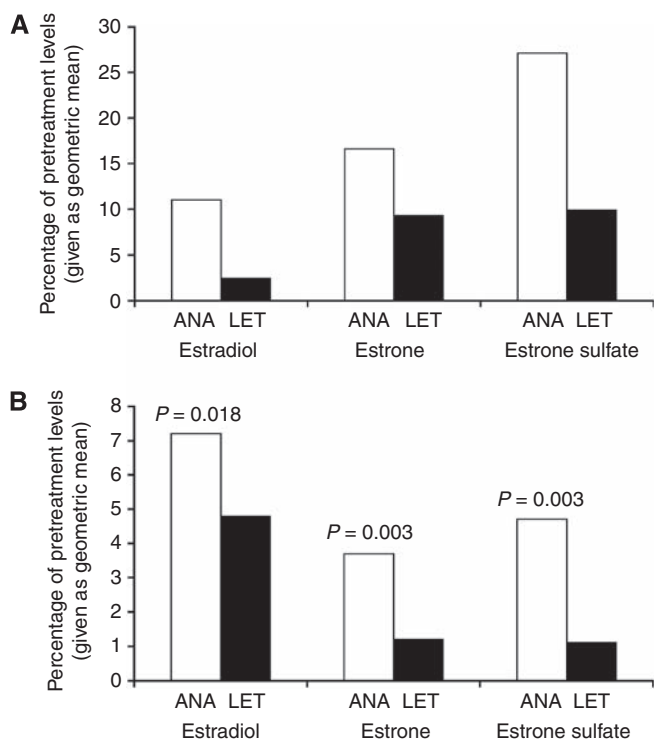 A
Percentage of pretreatment levels
(given as geometric mean)
30
25
20
15
10
5
0
ANA LET
ANA LET
ANA LET
Estradiol
Estrone
Estrone sulfate
B
Percentage of pretreatment levels
(given as geometric mean)
8
7
6
5
4
3
2
1
0
P = 0.018
P = 0.003
P = 0.003
ANA LET
ANA LET
ANA LET
Estradiol
Estrone
Estrone sulfate